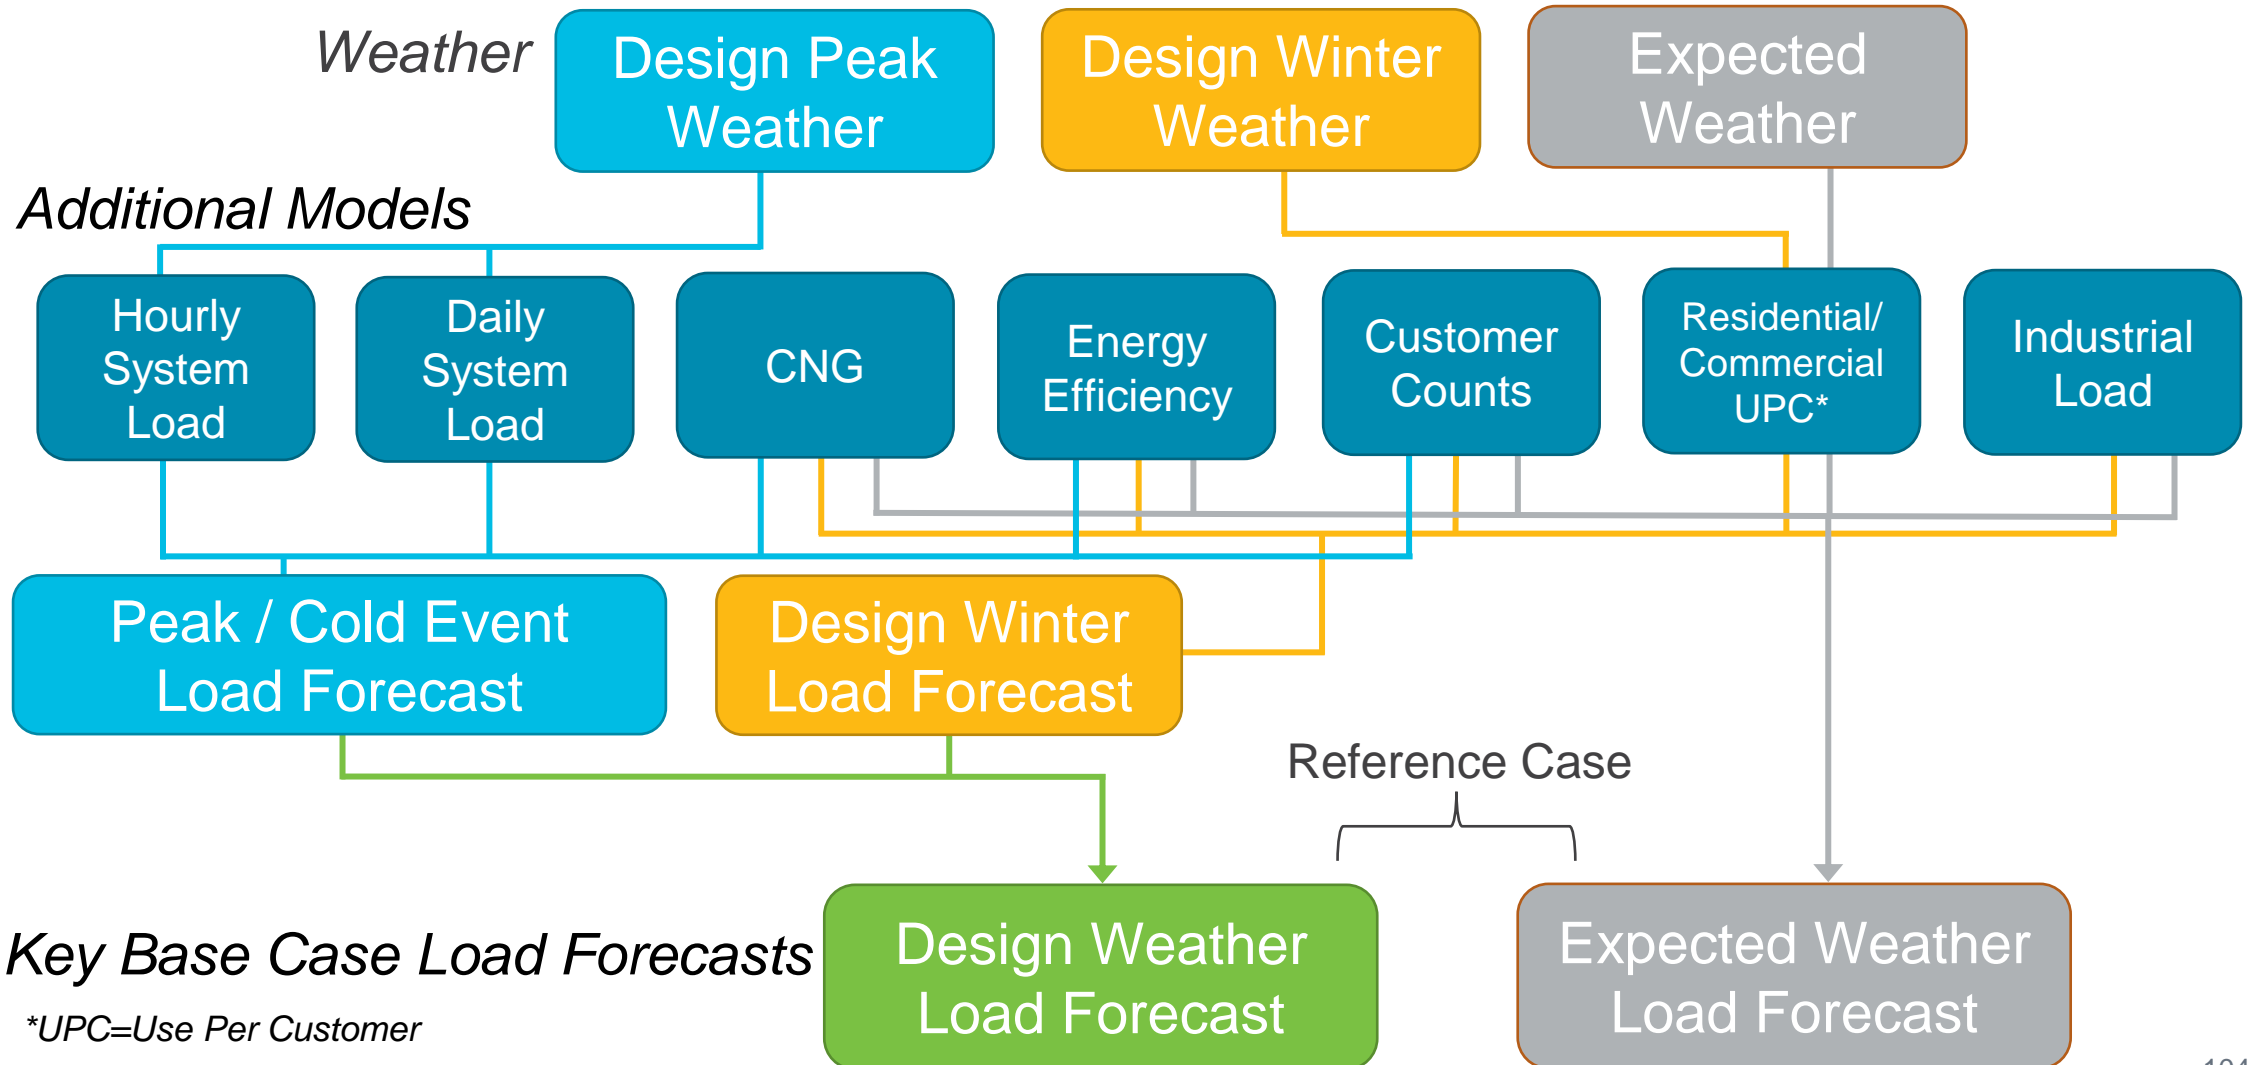 Weather
Design Peak
Weather
Design Winter
Weather
Expected
Weather
Additional Models
Hourly
System
Load
Daily
System
Load
CNG
Energy
Efficiency
Customer
Counts
Residential/
Commercial
UPC*
Industrial
Load
Peak / Cold Event
Load Forecast
Design Winter
Load Forecast
Reference Case
Key Base Case Load Forecasts
Design Weather
Load Forecast
Expected Weather
Load Forecast
*UPC=Use Per Customer